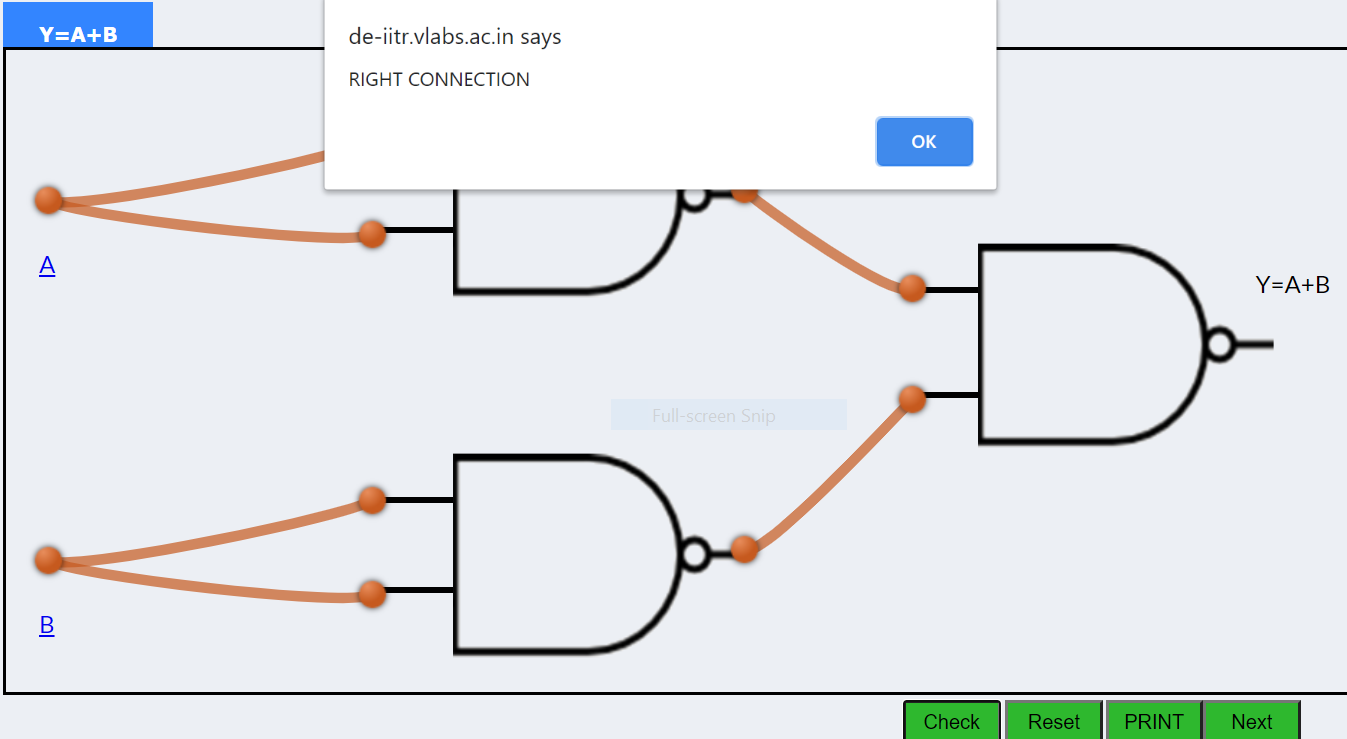 Y=A+B
de-iitr.vlabs.ac.in says
RIGHT CONNECTION
OK
A
Y=A+B
Full-screen Snip
B
Check
Reset
PRINT
Next